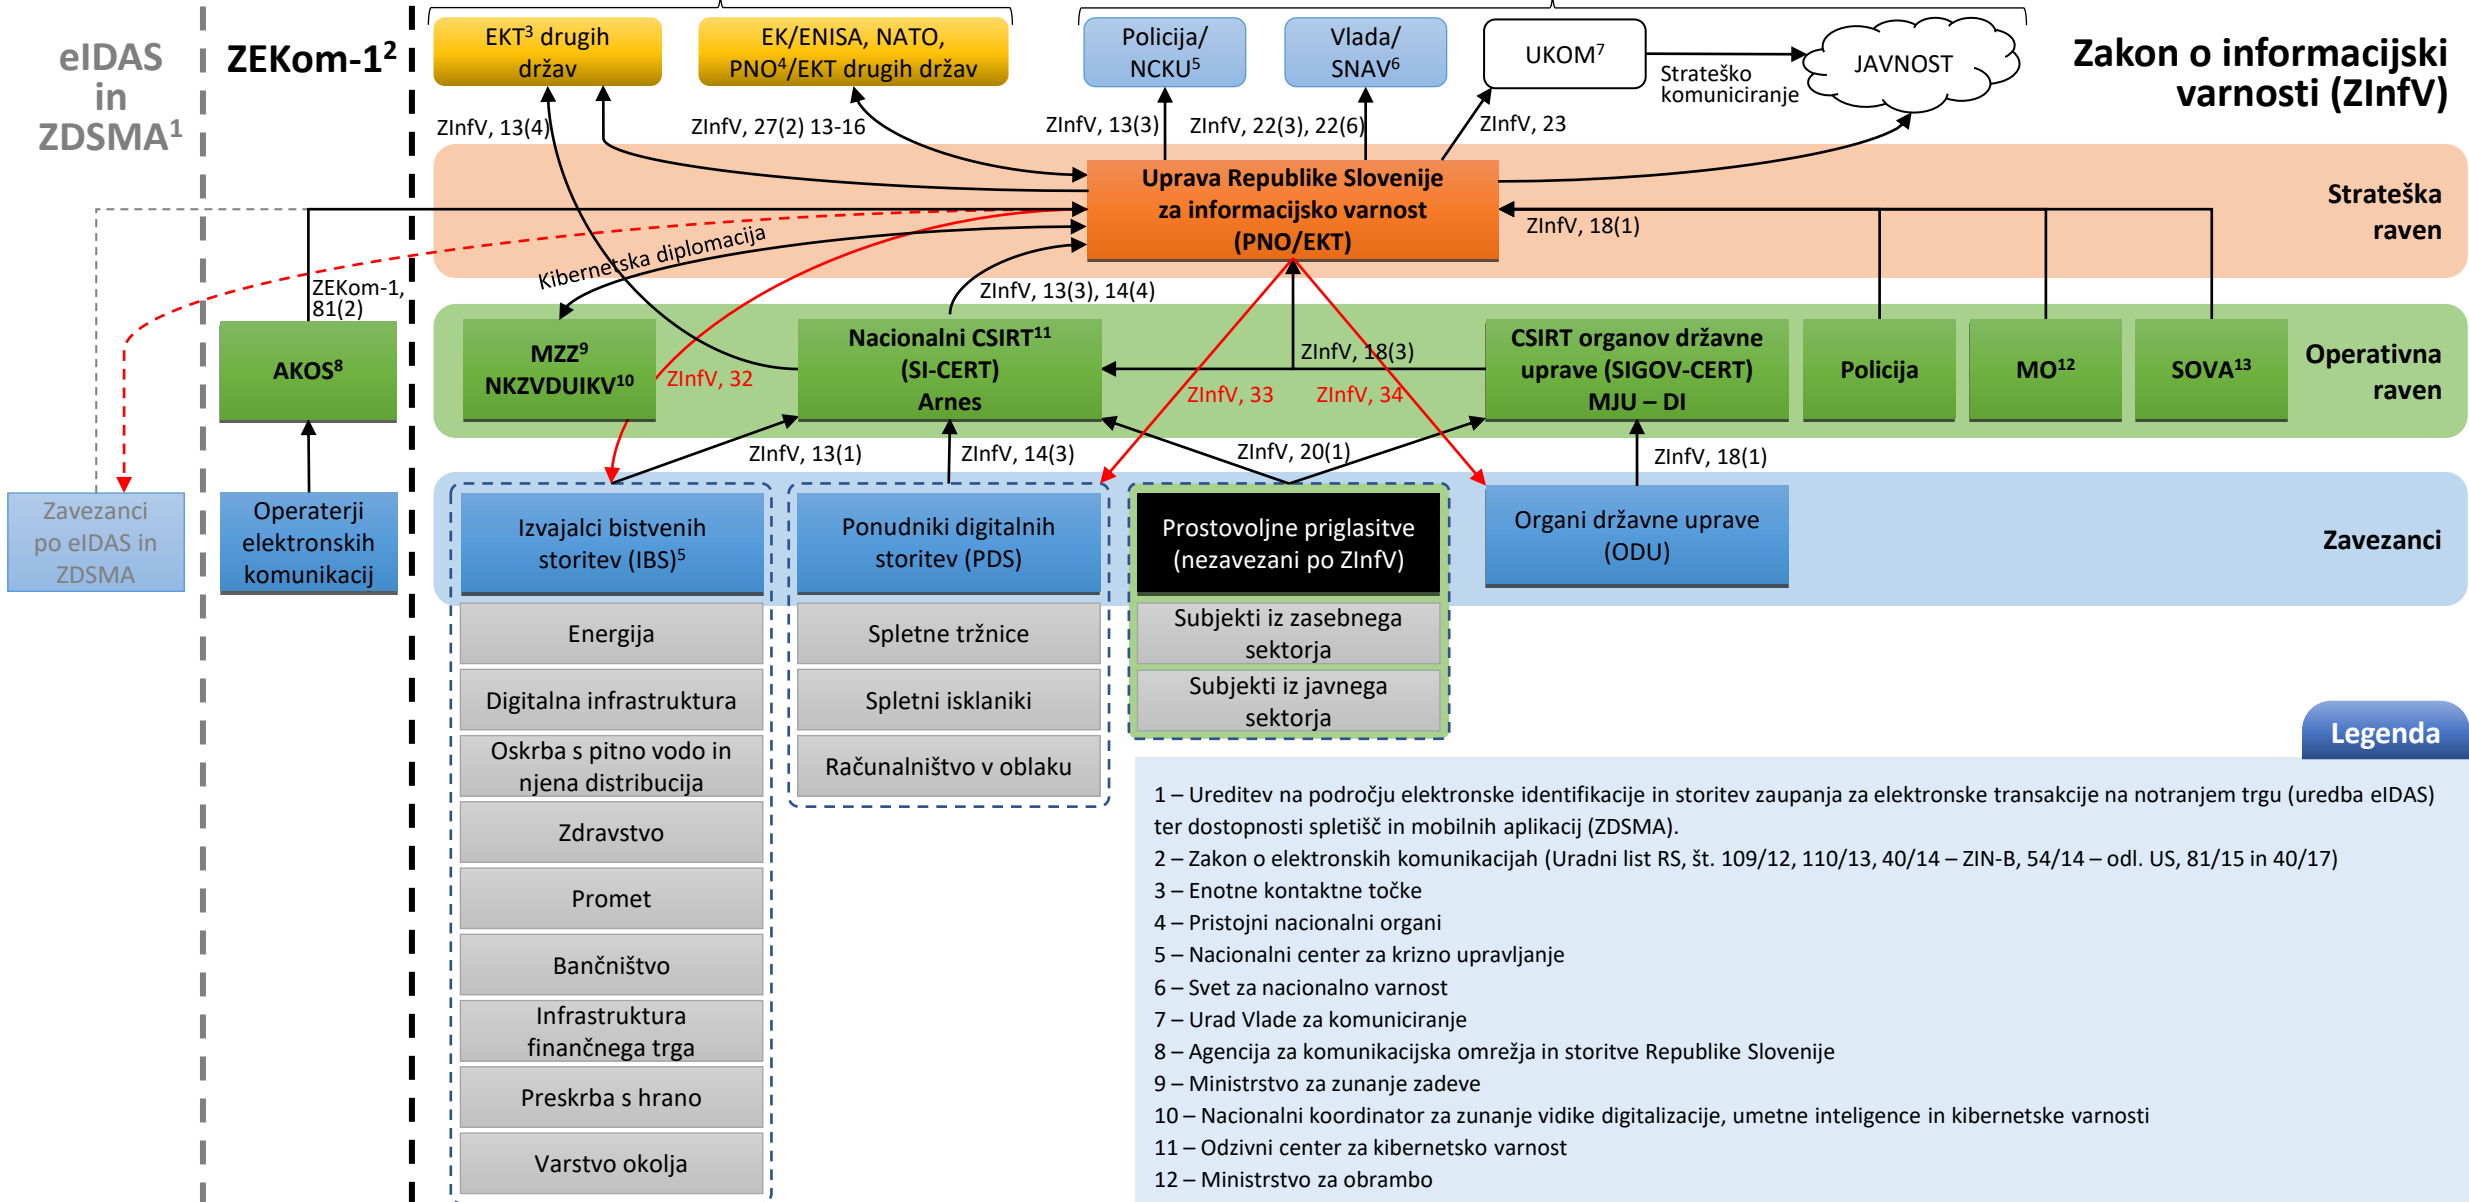 eIDAS
in
ZDSMA¹
ZEKom-1²
EKT³ drugih
držav
EK/ENISA, NATO,
PNO⁴/EKT drugih držav
Policija/
NCKU⁵
Vlada/
SNAV⁶
UKOM⁷
Strateško
komuniciranje
JAVNOST
Zakon o informacijski
varnosti (ZInfV)
ZInfV, 13(4)
ZInfV, 27(2) 13-16
ZInfV, 13(3)
ZInfV, 22(3), 22(6)
ZInfV, 23
Uprava Republike Slovenije
za informacijsko varnost
(PNO/EKT)
ZInfV, 18(1)
Strateška
raven
Kibernetska diplomacija
ZEKom-1,
81(2)
ZInfV, 13(3), 14(4)
AKOS⁸
MZZ⁹
NKZVDUIKV¹⁰
ZInfV, 32
Nacionalni CSIRT¹¹
(SI-CERT)
Arnes
ZInfV, 18(3)
ZInfV, 33
ZInfV, 34
CSIRT organov državne
uprave (SIGOV-CERT)
MJU – DI
Policija
MO¹²
SOVA¹³
Operativna
raven
ZInfV, 13(1)
ZInfV, 14(3)
ZInfV, 20(1)
ZInfV, 18(1)
Zavezanci
po eIDAS in
ZDSMA
Operaterji
elektronskih
komunikacij
Izvajalci bistvenih
storitev (IBS)⁵
Ponudniki digitalnih
storitev (PDS)
Prostovoljne priglasitve
(nezavezani po ZInfV)
Organi državne uprave
(ODU)
Zavezanci
Energija
Digitalna infrastruktura
Oskrba s pitno vodo in
njena distribucija
Zdravstvo
Promet
Bančništvo
Infrastruktura
finančnega trga
Preskrba s hrano
Varstvo okolja
Spletne tržnice
Spletni isklaniki
Računalništvo v oblaku
Subjekti iz zasebnega
sektorja
Subjekti iz javnega
sektorja
Legenda
1 – Ureditev na področju elektronske identifikacije in storitev zaupanja za elektronske transakcije na notranjem trgu (uredba eIDAS)
ter dostopnosti spletišč in mobilnih aplikacij (ZDSMA).
2 – Zakon o elektronskih komunikacijah (Uradni list RS, št. 109/12, 110/13, 40/14 – ZIN-B, 54/14 – odl. US, 81/15 in 40/17)
3 – Enotne kontaktne točke
4 – Pristojni nacionalni organi
5 – Nacionalni center za krizno upravljanje
6 – Svet za nacionalno varnost
7 – Urad Vlade za komuniciranje
8 – Agencija za komunikacijska omrežja in storitve Republike Slovenije
9 – Ministrstvo za zunanje zadeve
10 – Nacionalni koordinator za zunanje vidike digitalizacije, umetne inteligence in kibernetske varnosti
11 – Odzivni center za kibernetsko varnost
12 – Ministrstvo za obrambo